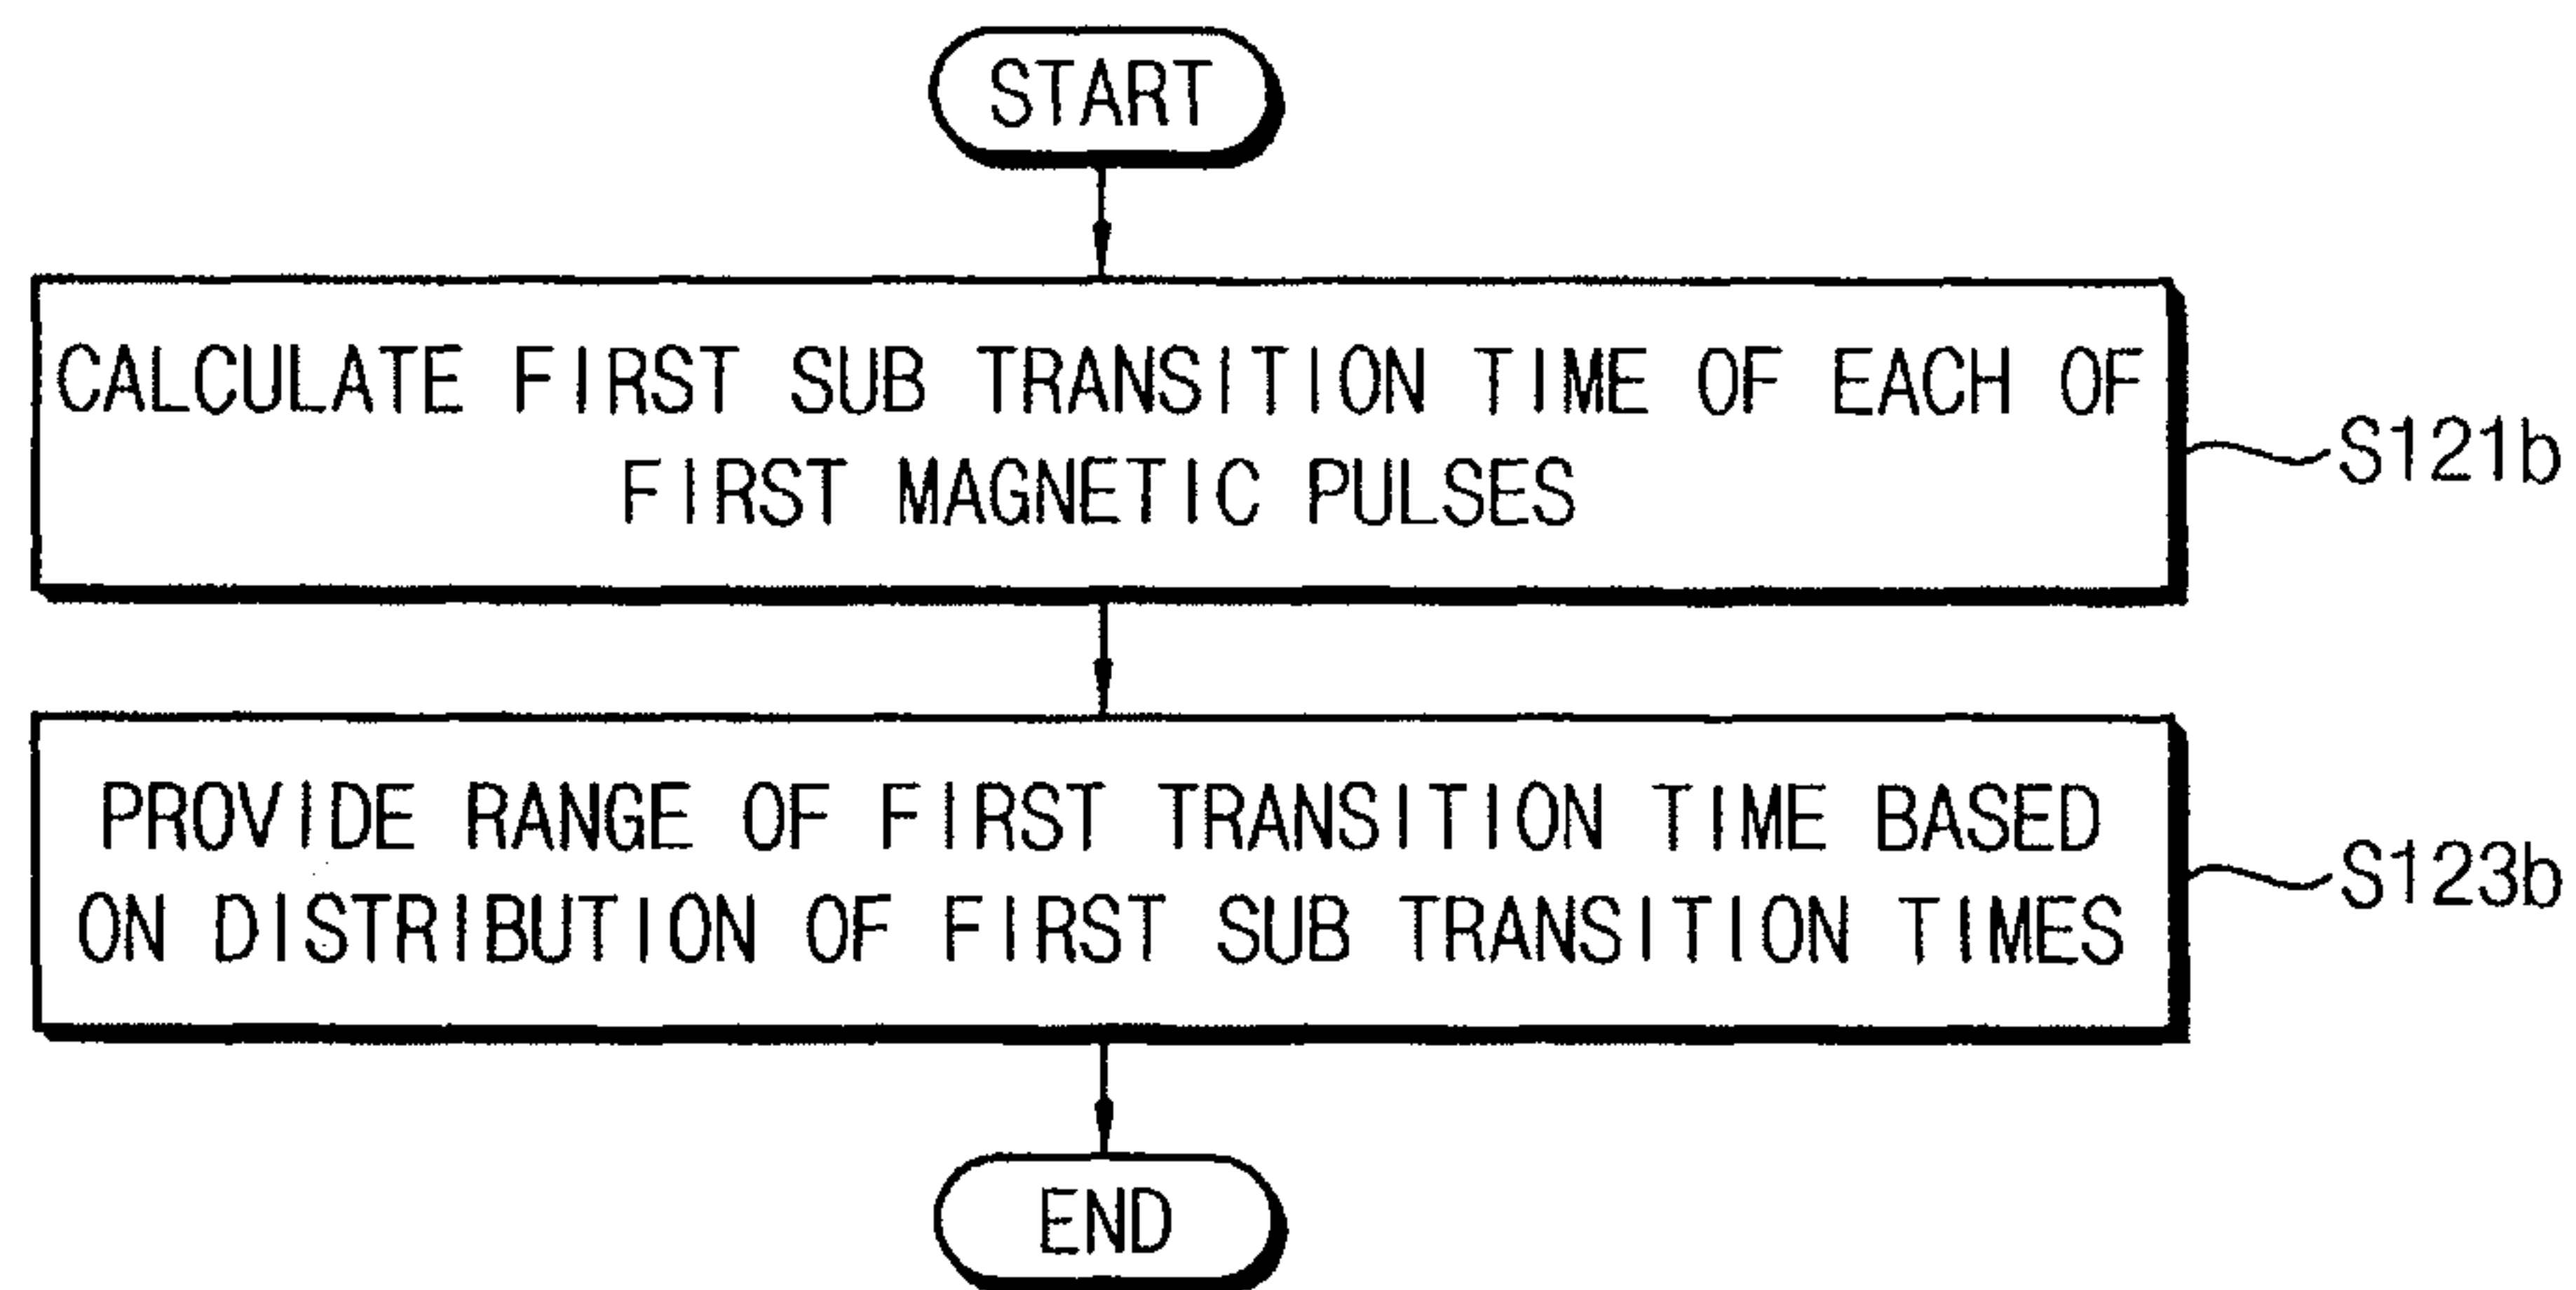 START
CALCULATE FIRST SUB TRANSITION TIME OF EACH OF
FIRST MAGNETIC PULSES
S121b
PROVIDE RANGE OF FIRST TRANSITION TIME BASED
ON DISTRIBUTION OF FIRST SUB TRANSITION TIMES
S123b
END